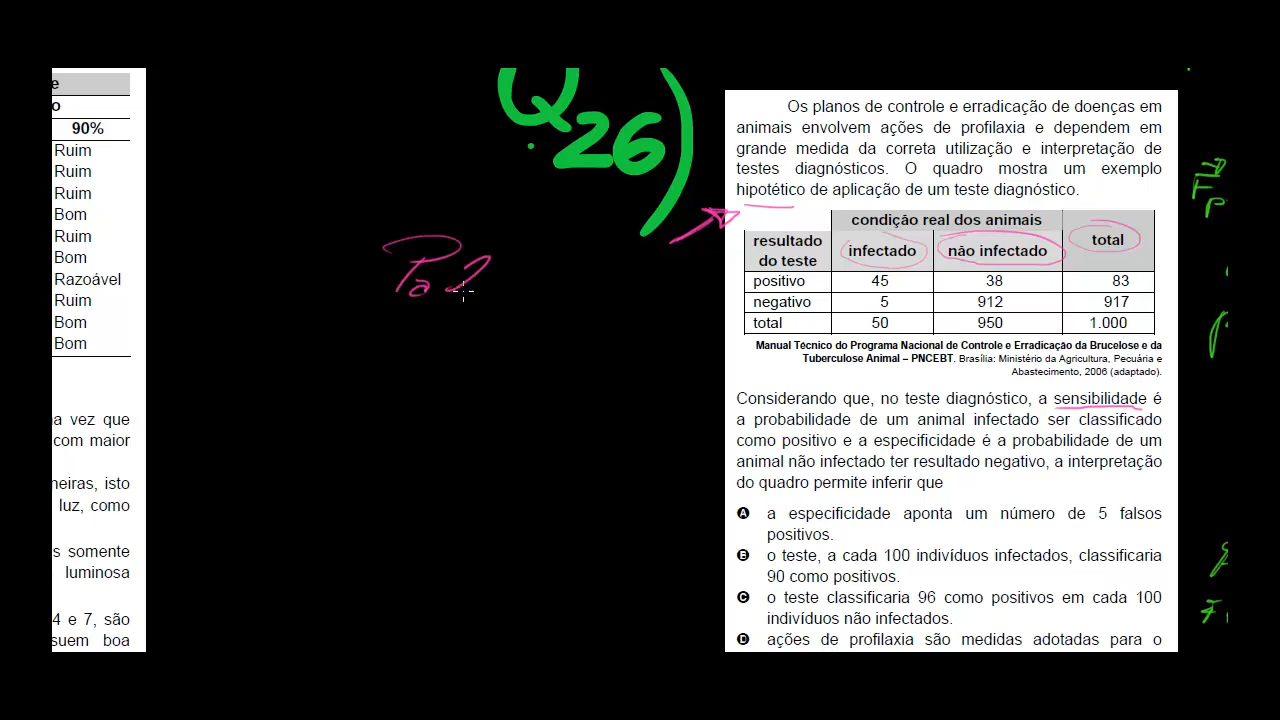 e
o
90%
Ruim
Ruim
Ruim
Bom
Ruim
Bom
Razoável
Ruim
Bom
Bom
a vez que
com maior
neiras, isto
luz, como
s somente
luminosa
4 e 7, são
suem boa
Q26)
Os planos de controle e erradicação de doenças em
animais envolvem ações de profilaxia e dependem em
grande medida da correta utilização e interpretação de
testes diagnósticos. O quadro mostra um exemplo
hipotético de aplicação de um teste diagnóstico.
condição real dos animais
resultado do teste infectado não infectado total
positivo 45 38 83
negativo 5 912 917
total 50 950 1.000
Manual Técnico do Programa Nacional de Controle e Erradicação da Brucelose e da
Tuberculose Animal – PNCEBT. Brasília: Ministério da Agricultura, Pecuária e
Abastecimento, 2006 (adaptado).
Considerando que, no teste diagnóstico, a sensibilidade é
a probabilidade de um animal infectado ser classificado
como positivo e a especificidade é a probabilidade de um
animal não infectado ter resultado negativo, a interpretação
do quadro permite inferir que
A a especificidade aponta um número de 5 falsos
positivos.
B o teste, a cada 100 indivíduos infectados, classificaria
90 como positivos.
C o teste classificaria 96 como positivos em cada 100
indivíduos não infectados.
D ações de profilaxia são medidas adotadas para o